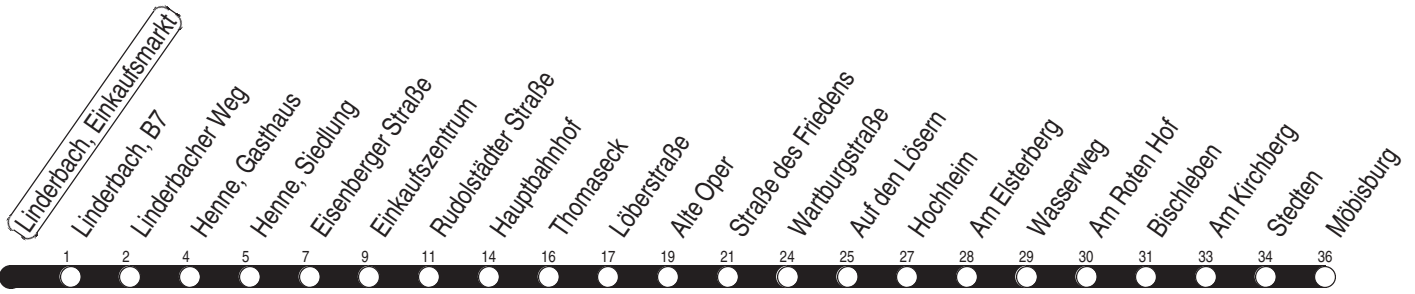 Linderbach, Einkaufsmarkt
Linderbach, B7
Linderbacher Weg
Henne, Gasthaus
Henne, Siedlung
Eisenberger Straße
Einkaufszentrum
Rudolstädter Straße
Hauptbahnhof
Thomaseck
Löberstraße
Alte Oper
Straße des Friedens
Wartburgstraße
Auf den Lösern
Hochheim
Am Elsterberg
Wasserweg
Am Roten Hof
Bischleben
Am Kirchberg
Stedten
Möbisburg
1 2 4 5 7 9 11 14 16 17 19 21 24 25 27 28 29 30 31 33 34 36